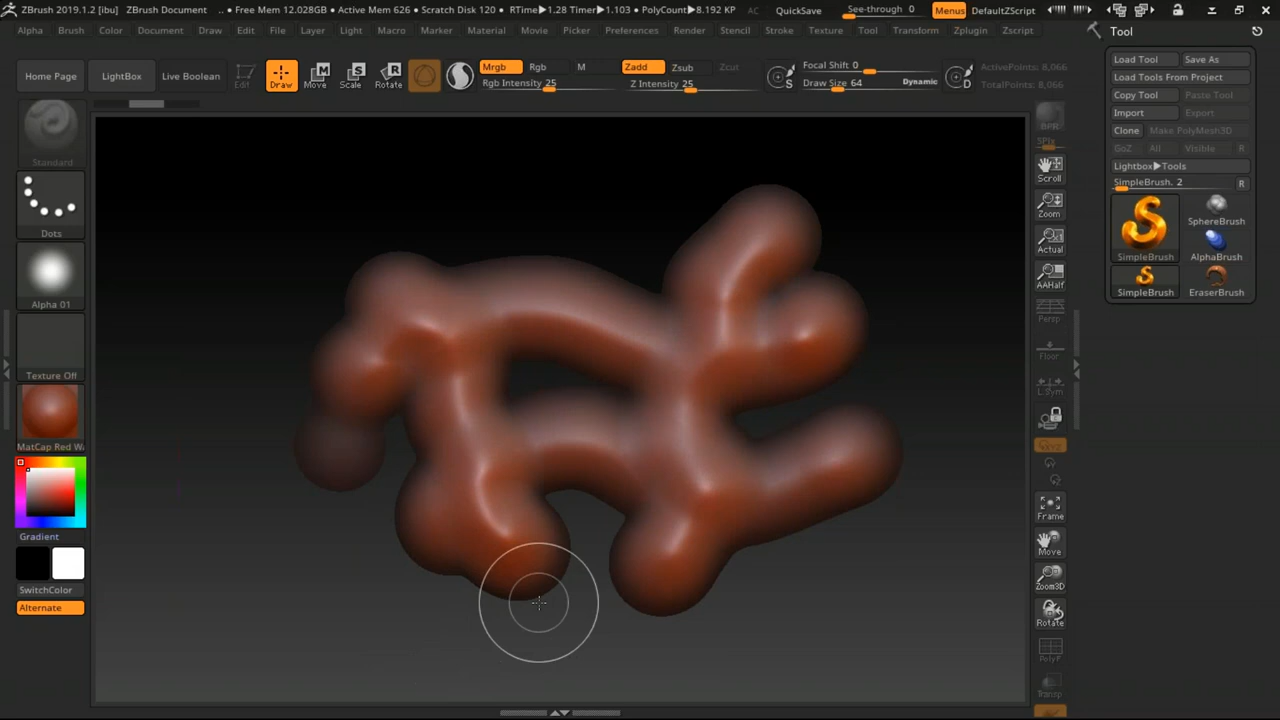 ZBrush 2019.1.2 [ibu] ZBrush Document .. • Free Mem 12.028GB • Active Mem 626 • Scratch Disk 120 • RTime▶1.28 Timer▶1.103 • PolyCount▶8.192 KP AC QuickSave See-through 0 Menus DefaultZScript
Alpha Brush Color Document Draw Edit File Layer Light Macro Marker Material Movie Picker Preferences Render Stencil Stroke Texture Tool Transform Zplugin Zscript
Tool
Home Page LightBox Live Boolean Edit Draw Move Scale Rotate
Mrgb Rgb M Zadd Zsub Zcut
Rgb Intensity 25 Z Intensity 25
Focal Shift 0
Draw Size 64 Dynamic
S D
ActivePoints: 8,066
TotalPoints: 8,066
Load Tool Save As
Load Tools From Project
Copy Tool Paste Tool
Import Export
Clone Make PolyMesh3D
GoZ All Visible R
Lightbox▶Tools
SimpleBrush. 2 R
SimpleBrush
SphereBrush
AlphaBrush
SimpleBrush
EraserBrush
Standard
Dots
Alpha 01
Texture Off
MatCap Red W
Gradient
SwitchColor
Alternate
BPR
SPix
Scroll
Zoom
Actual
AAHalf
Persp
Floor
L.Sym
Frame
Move
Zoom3D
Rotate
PolyF
Transp